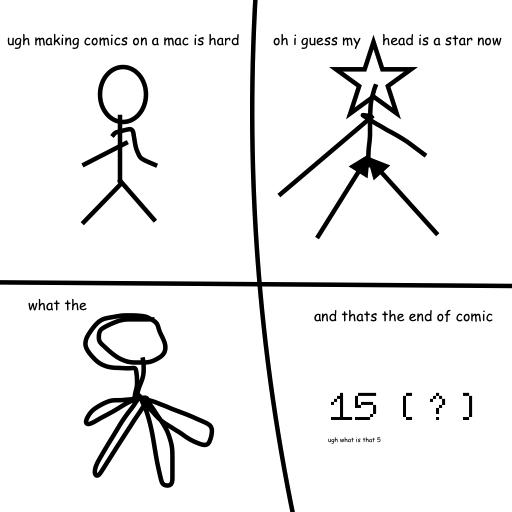 ugh making comics on a mac is hard
oh i guess my head is a star now
what the
and thats the end of comic
15 [ ? ]
ugh what is that 5